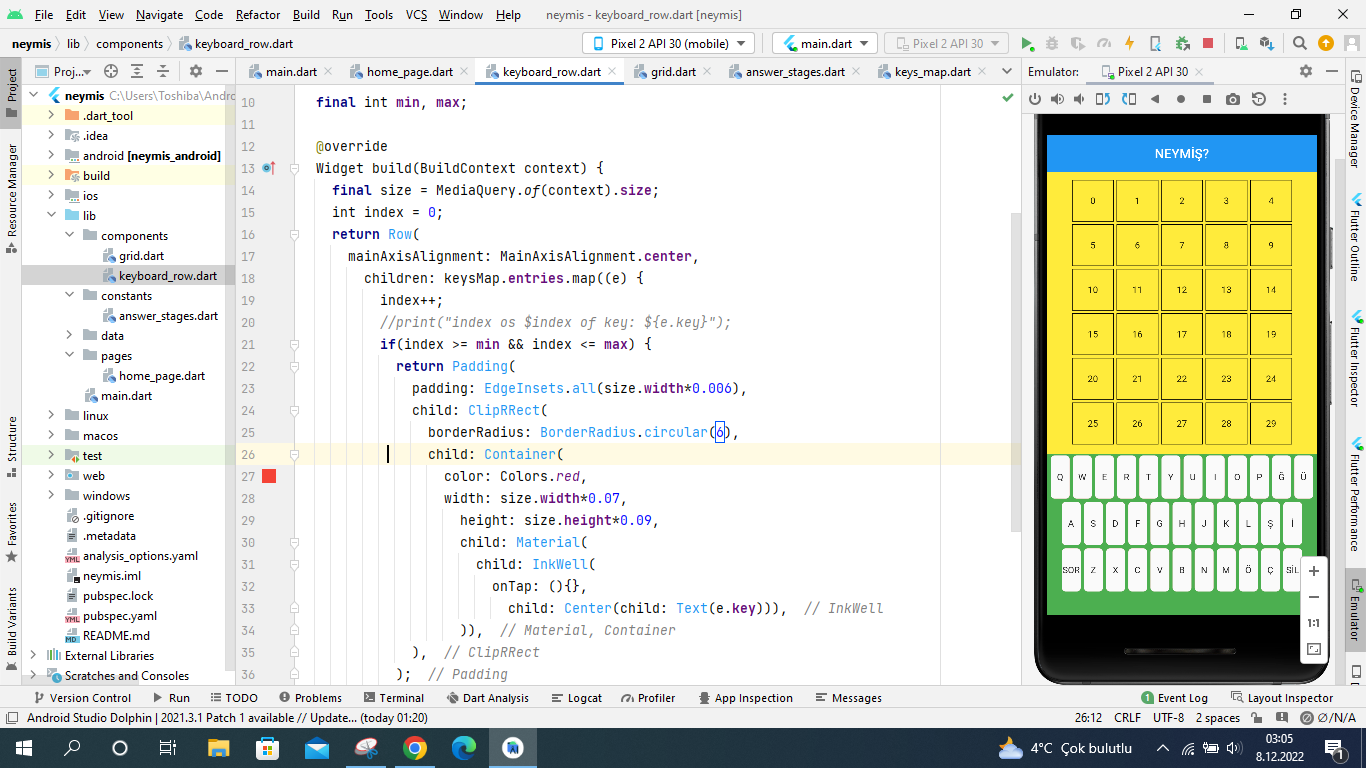 File Edit View Navigate Code Refactor Build Run Tools VCS Window Help neymis - keyboard_row.dart [neymis]
neymis lib components keyboard_row.dart Pixel 2 API 30 (mobile) main.dart Pixel 2 API 30
Proj... main.dart home_page.dart keyboard_row.dart grid.dart answer_stages.dart keys_map.dart Emulator: Pixel 2 API 30
Project
Resource Manager
Structure
Favorites
Build Variants
neymis C:\Users\Toshiba\Andro
.dart_tool
.idea
android [neymis_android]
build
ios
lib
components
grid.dart
keyboard_row.dart
constants
answer_stages.dart
data
pages
home_page.dart
main.dart
linux
macos
test
web
windows
.gitignore
.metadata
analysis_options.yaml
neymis.iml
pubspec.lock
pubspec.yaml
README.md
External Libraries
Scratches and Consoles
10 final int min, max;
11
12 @override
13 Widget build(BuildContext context) {
14 final size = MediaQuery.of(context).size;
15 int index = 0;
16 return Row(
17 mainAxisAlignment: MainAxisAlignment.center,
18 children: keysMap.entries.map((e) {
19 index++;
20 //print("index os $index of key: ${e.key}");
21 if(index >= min && index <= max) {
22 return Padding(
23 padding: EdgeInsets.all(size.width*0.006),
24 child: ClipRRect(
25 borderRadius: BorderRadius.circular(6),
26 child: Container(
27 color: Colors.red,
28 width: size.width*0.07,
29 height: size.height*0.09,
30 child: Material(
31 child: InkWell(
32 onTap: (){},
33 child: Center(child: Text(e.key))), // InkWell
34 )), // Material, Container
35 ), // ClipRRect
36 ); // Padding
NEYMİŞ?
0 1 2 3 4
5 6 7 8 9
10 11 12 13 14
15 16 17 18 19
20 21 22 23 24
25 26 27 28 29
Q W E R T Y U I O P Ğ Ü
A S D F G H J K L Ş İ
SOR Z X C V B N M Ö Ç SİL
1:1
Device Manager
Flutter Outline
Flutter Inspector
Flutter Performance
Emulator
Version Control Run TODO Problems Terminal Dart Analysis Logcat Profiler App Inspection Messages 1 Event Log Layout Inspector
Android Studio Dolphin | 2021.3.1 Patch 1 available // Update... (today 01:20) 26:12 CRLF UTF-8 2 spaces Ø/N/A
4°C Çok bulutlu 03:05
8.12.2022 1